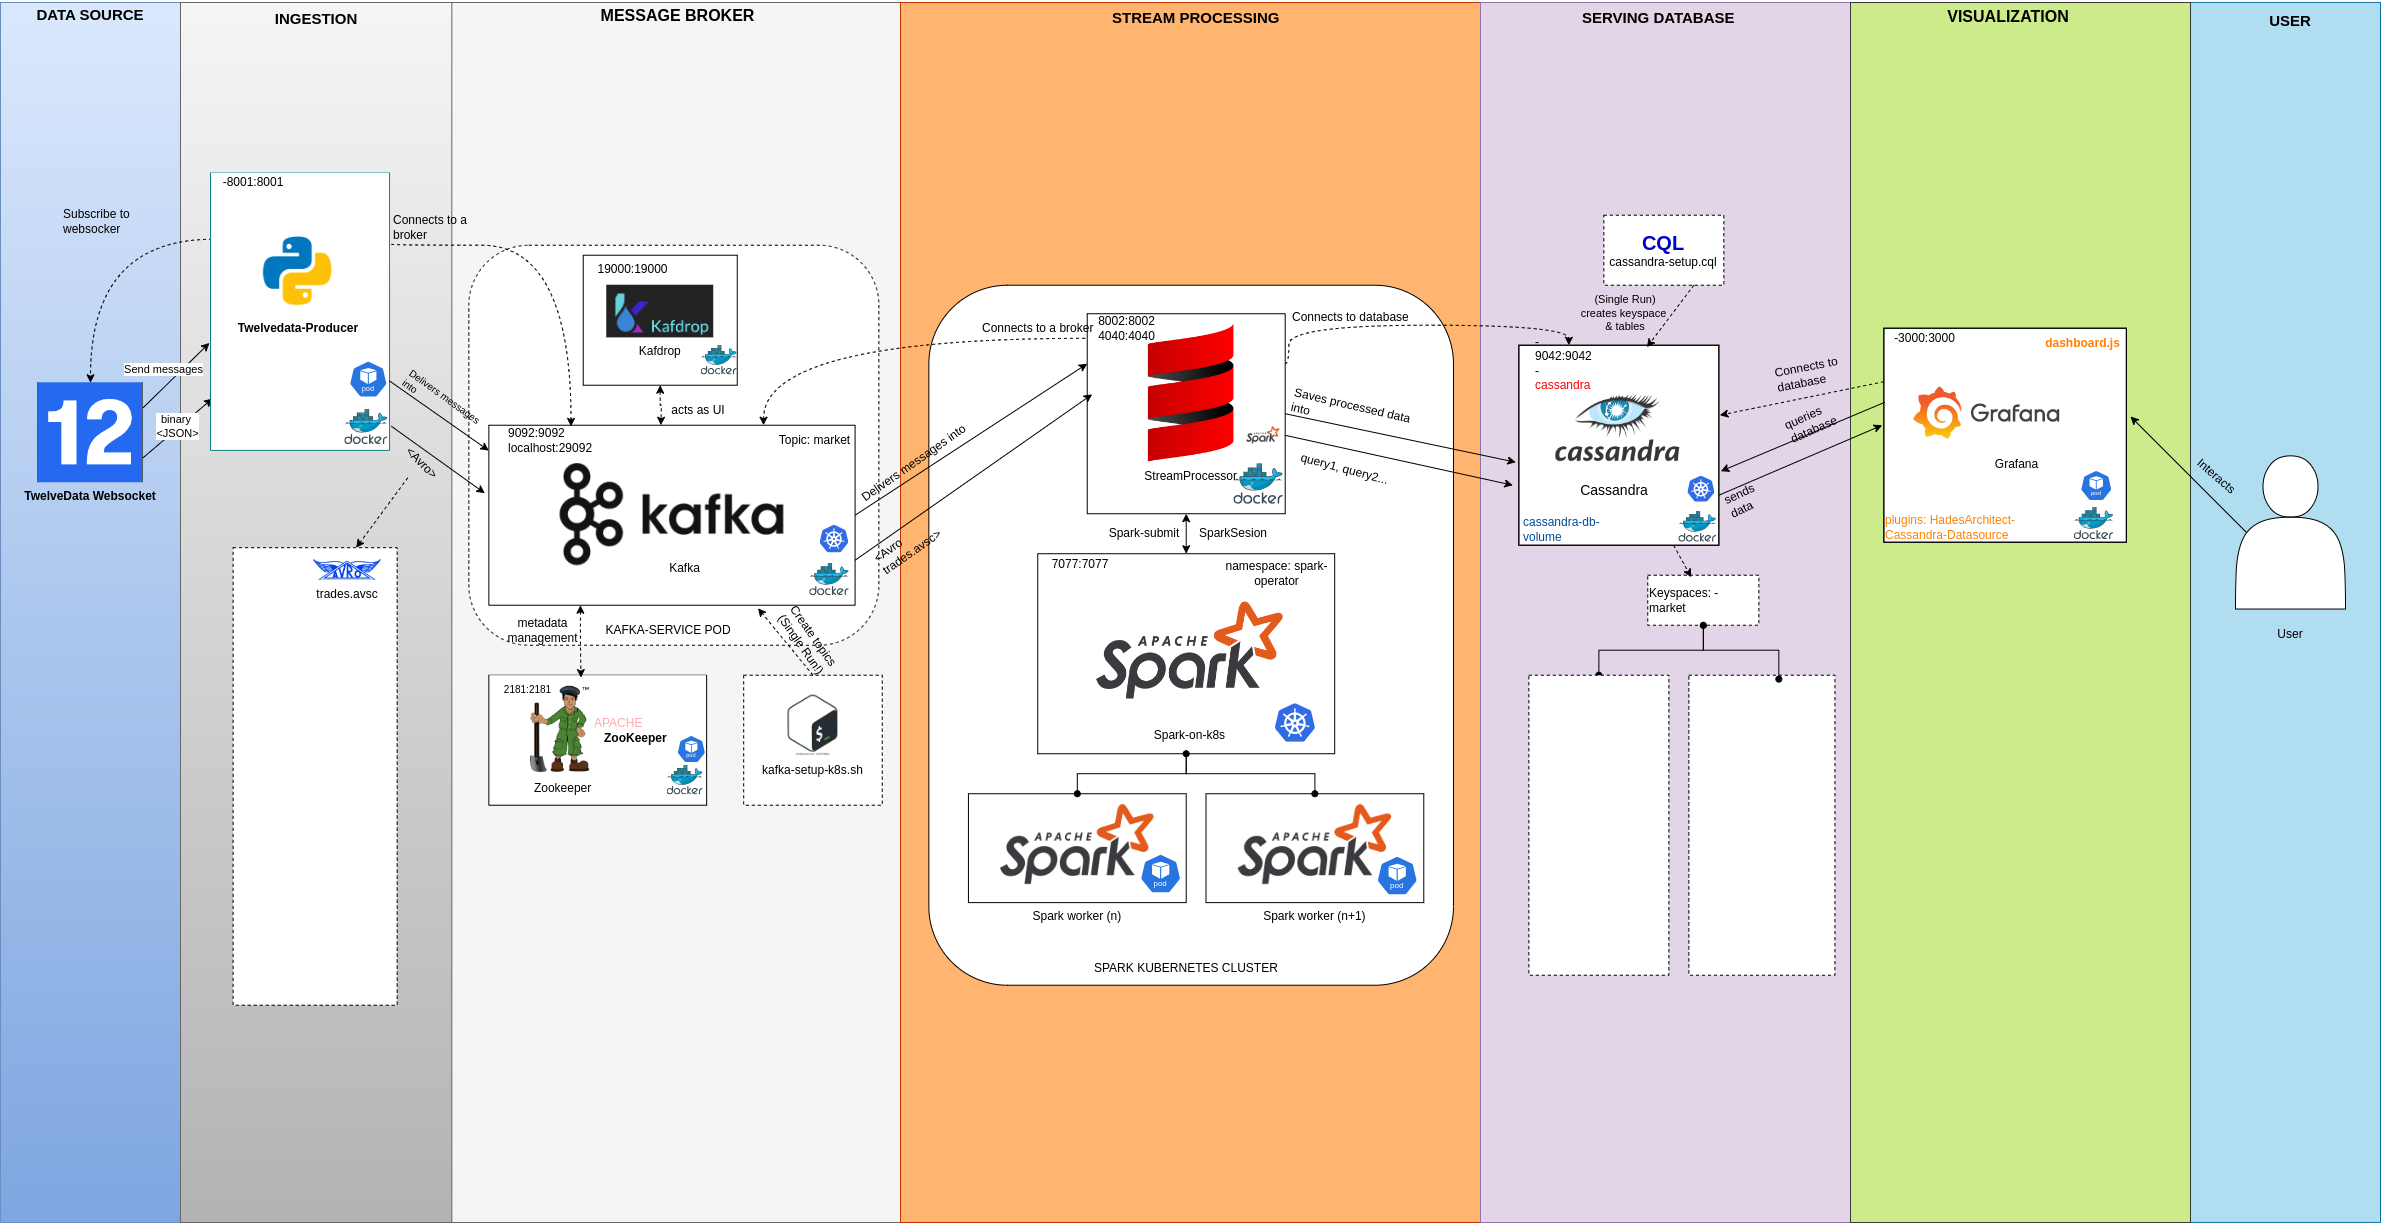 DATA SOURCE
INGESTION
MESSAGE BROKER
STREAM PROCESSING
SERVING DATABASE
VISUALIZATION
USER
Subscribe to
websocker
12
TwelveData Websocket
Send messages
binary
<JSON>
-8001:8001
Twelvedata-Producer
pod
docker
Connects to a
broker
Delivers messages
into
<Avro>
AVRO
trades.avsc
19000:19000
Kafdrop
Kafdrop
docker
acts as UI
9092:9092
localhost:29092
Topic: market
kafka
Kafka
docker
metadata
management
KAFKA-SERVICE POD
Create topics
(Single Run!)
2181:2181
TM
APACHE
ZooKeeper
Zookeeper
pod
docker
$_
kafka-setup-k8s.sh
Connects to a broker
Delivers messages into
<Avro
trades.avsc>
8002:8002
4040:4040
Spark
StreamProcessor
docker
Spark-submit
SparkSesion
7077:7077
namespace: spark-
operator
APACHE
Spark
Spark-on-k8s
APACHE
Spark
pod
Spark worker (n)
APACHE
Spark
pod
Spark worker (n+1)
SPARK KUBERNETES CLUSTER
Connects to database
Saves processed data
into
query1, query2...
CQL
cassandra-setup.cql
(Single Run)
creates keyspace
& tables
-
9042:9042
-
cassandra
cassandra
Cassandra
cassandra-db-
volume
docker
Keyspaces: -
market
Connects to
database
queries
database
sends
data
-3000:3000
dashboard.js
Grafana
Grafana
plugins: HadesArchitect-
Cassandra-Datasource
pod
docker
Interacts
User